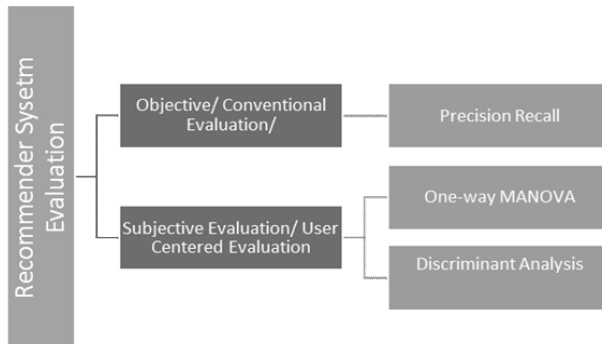 Recommender Sysetm
Evaluation
Objective/ Conventional
Evaluation/
Precision Recall
Subjective Evaluation/ User
Centered Evaluation
One-way MANOVA
Discriminant Analysis